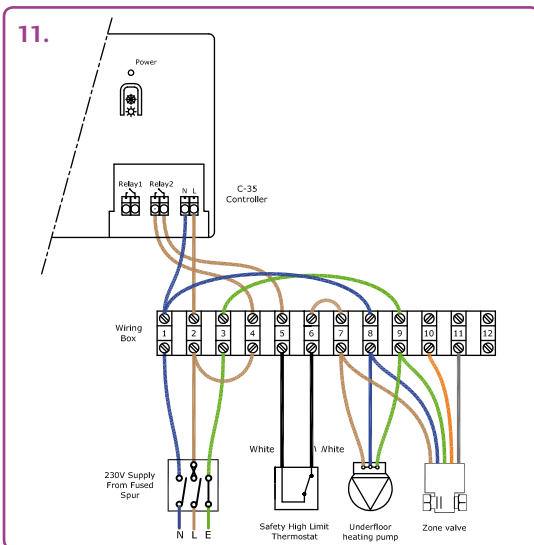 11.
Power
Relay1 Relay2 N L
C-35
Controller
Wiring
Box
1 2 3 4 5 6 7 8 9 10 11 12
White White
230V Supply
From Fused
Spur
N L E
Safety High Limit
Thermostat
Underfloor
heating pump
Zone valve